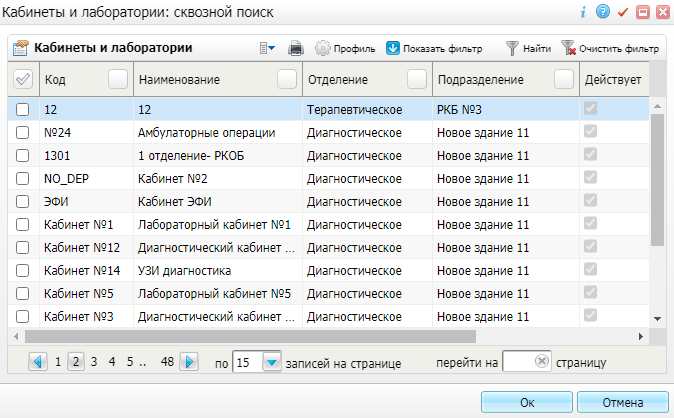 Кабинеты и лаборатории: сквозной поиск
Кабинеты и лаборатории Профиль Показать фильтр Найти Очистить фильтр
Код Наименование Отделение Подразделение Действует
12 12 Терапевтическое РКБ №3
№24 Амбулаторные операции Диагностическое Новое здание 11
1301 1 отделение- РКОБ Диагностическое Новое здание 11
NO_DEP Кабинет №2 Диагностическое Новое здание 11
ЭФИ Кабинет ЭФИ Диагностическое Новое здание 11
Кабинет №1 Лабораторный кабинет №1 Диагностическое Новое здание 11
Кабинет №12 Диагностический кабинет ... Диагностическое Новое здание 11
Кабинет №14 УЗИ диагностика Диагностическое Новое здание 11
Кабинет №5 Лабораторный кабинет №5 Диагностическое Новое здание 11
Кабинет №3 Диагностический кабинет ... Диагностическое Новое здание 11
1 2 3 4 5 .. 48 по 15 записей на странице перейти на страницу
Ок Отмена